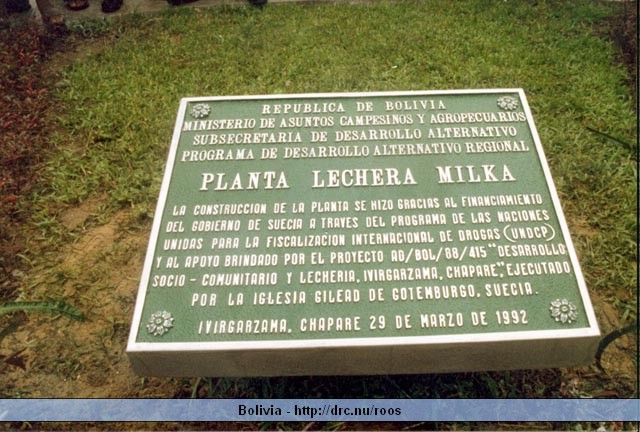 REPUBLICA DE BOLIVIA
MINISTERIO DE ASUNTOS CAMPESINOS Y AGROPECUARIOS
SUBSECRETARIA DE DESARROLLO ALTERNATIVO
PROGRAMA DE DESARROLLO ALTERNATIVO REGIONAL
PLANTA LECHERA MILKA
LA CONSTRUCCION DE LA PLANTA SE HIZO GRACIAS AL FINANCIAMIENTO
DEL GOBIERNO DE SUECIA A TRAVES DEL PROGRAMA DE LAS NACIONES
UNIDAS PARA LA FISCALIZACION INTERNACIONAL DE DROGAS (UNDCP)
Y AL APOYO BRINDADO POR EL PROYECTO AD/BOL/88/415 "DESARROLLO
SOCIO - COMUNITARIO Y LECHERIA, IVIRGARZAMA, CHAPARE", EJECUTADO
POR LA IGLESIA GILEAD DE GOTEMBURGO, SUECIA.
IVIRGARZAMA, CHAPARE 29 DE MARZO DE 1992
Bolivia - http://drc.nu/roos